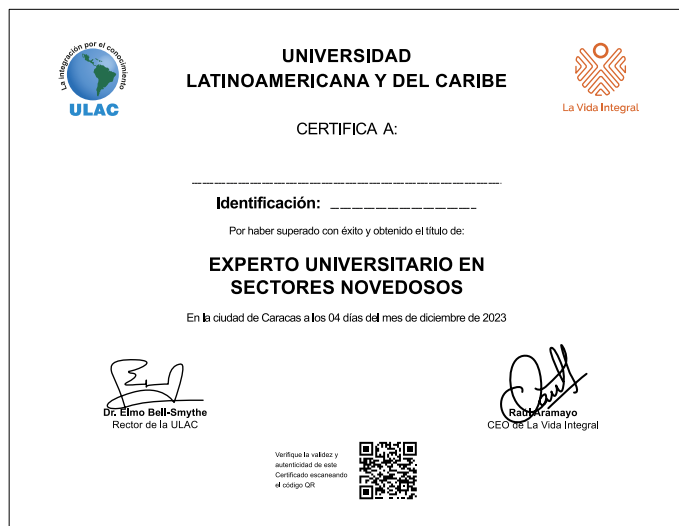 La integración por el conocimiento
ULAC
UNIVERSIDAD
LATINOAMERICANA Y DEL CARIBE
La Vida Integral
CERTIFICA A:
Identificación:
Por haber superado con éxito y obtenido el título de:
EXPERTO UNIVERSITARIO EN
SECTORES NOVEDOSOS
En la ciudad de Caracas a los 04 días del mes de diciembre de 2023
Dr. Elmo Bell-Smythe
Rector de la ULAC
Raúl Aramayo
CEO de La Vida Integral
Verifique la validez y
autenticidad de este
Certificado escaneando
el código QR